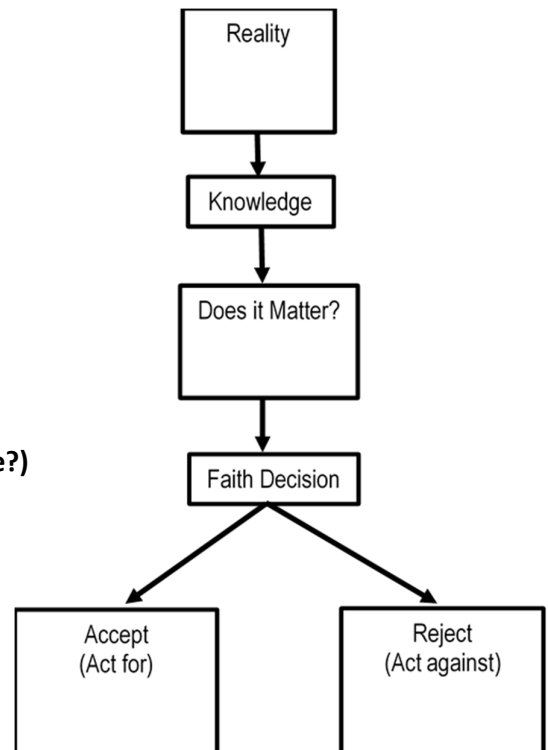 Reality
Knowledge
Does it Matter?
e?)
Faith Decision
Accept
(Act for)
Reject
(Act against)